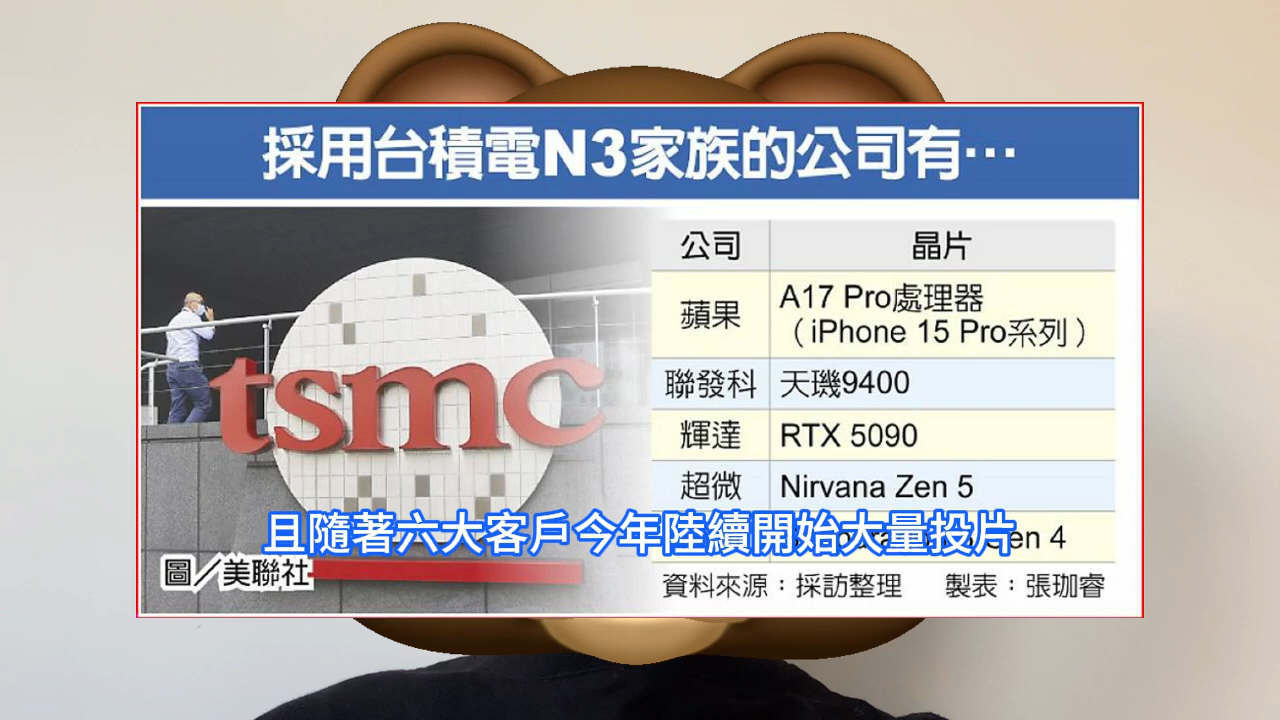 採用台積電N3家族的公司有…
公司 晶片
蘋果 A17 Pro處理器
(iPhone 15 Pro系列)
聯發科 天璣9400
輝達 RTX 5090
超微 Nirvana Zen 5
en 4
tsmc
且隨著六大客戶今年陸續開始大量投片
圖／美聯社
資料來源：採訪整理 製表：張珈睿